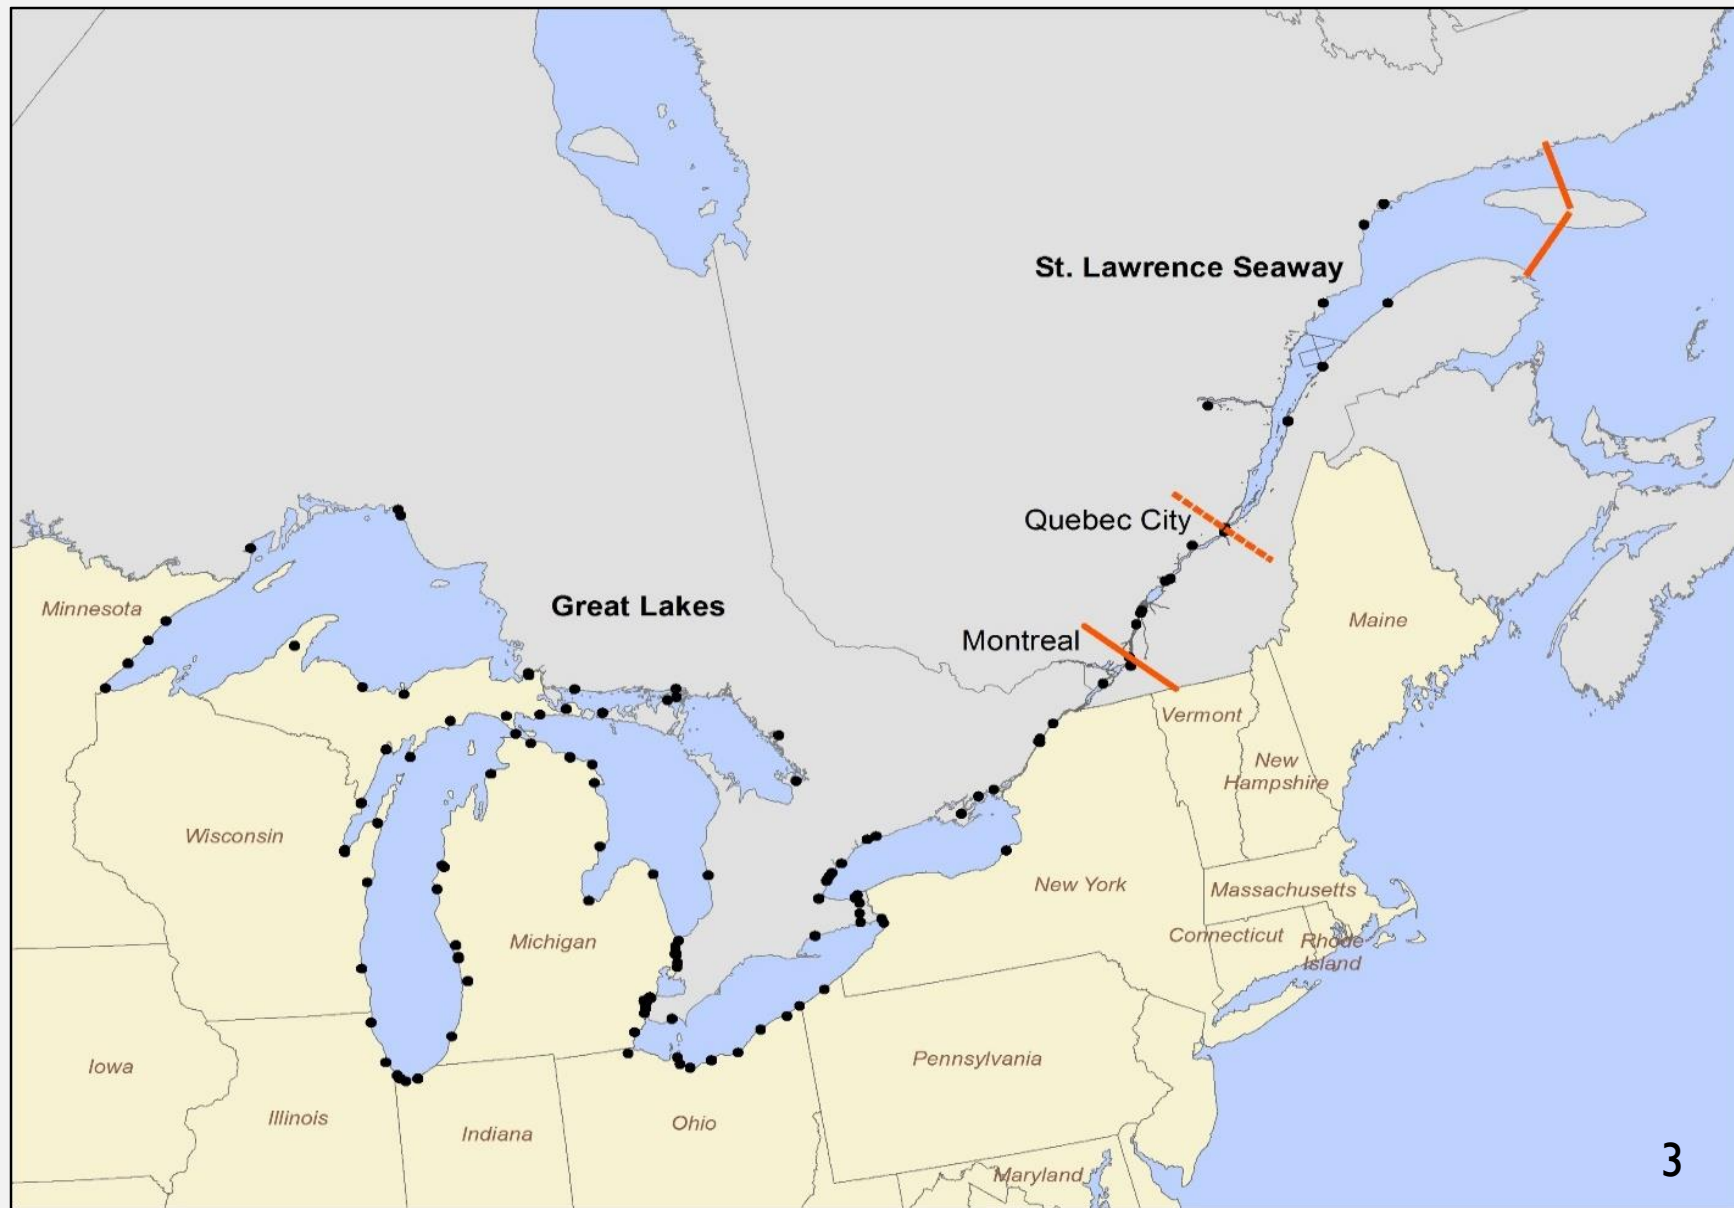 St. Lawrence Seaway
Quebec City
Great Lakes
Minnesota
Maine
Montreal
Vermont
New
Hampshire
Wisconsin
New York
Massachusetts
Michigan
Connecticut
Rhode
Island
Iowa
Pennsylvania
Illinois
Indiana
Ohio
Maryland
3